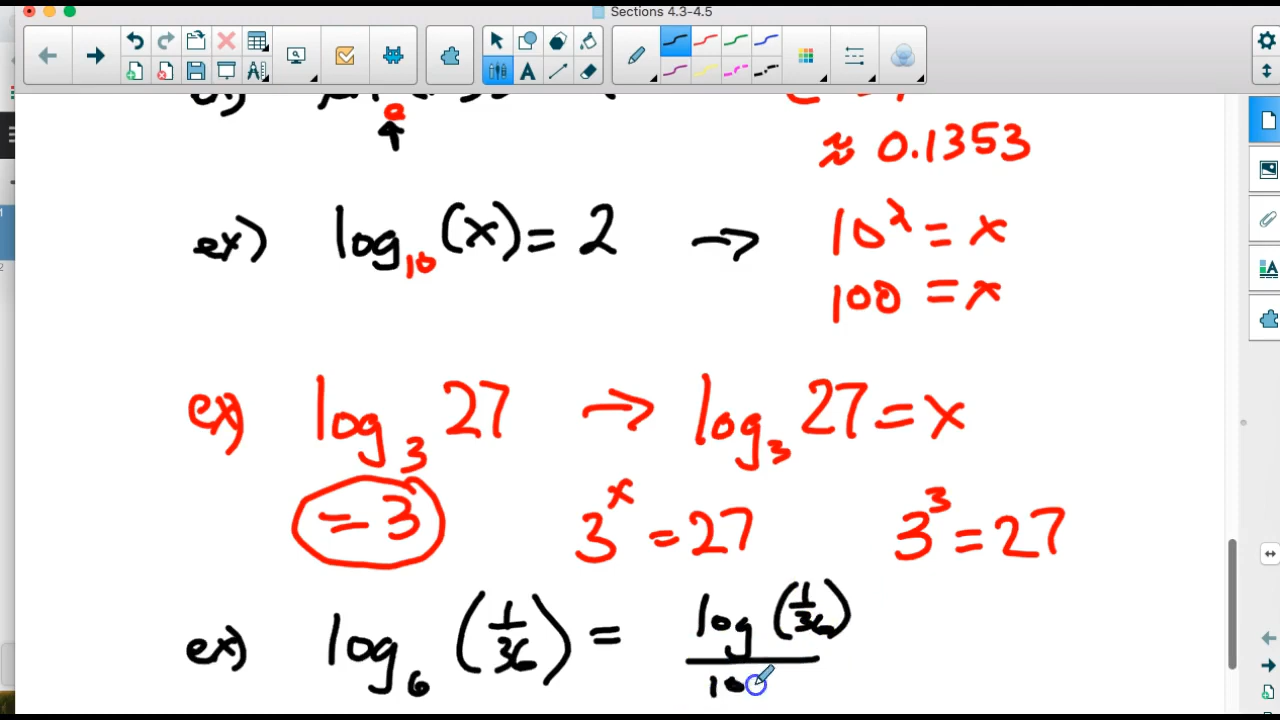 Sections 4.3-4.5
≈ 0.1353
ex) log₁₀ (x) = 2 → 10² = x
100 = x
ex) log₃ 27 → log₃ 27 = x
= 3 3ˣ = 27 3³ = 27
ex) log₆ (1/36) = log (1/36)